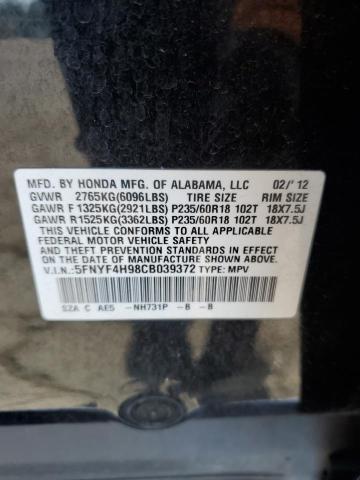 MFD. BY HONDA MFG. OF ALABAMA, LLC 02/'12
GVWR 2765KG(6096LBS) TIRE SIZE RIM SIZE
GAWR F 1325KG(2921LBS) P235/60R18 102T 18X7.5J
GAWR R 1525KG(3362LBS) P235/60R18 102T 18X7.5J
THIS VEHICLE CONFORMS TO ALL APPLICABLE
FEDERAL MOTOR VEHICLE SAFETY AND
THEFT PREVENTION STANDARDS IN EFFECT
ON THE DATE OF MANUFACTURE SHOWN ABOVE.
V.I.N.: 5FNYF4H98CB039372 TYPE: MPV
SZA C AE5 -NH731P -B -B